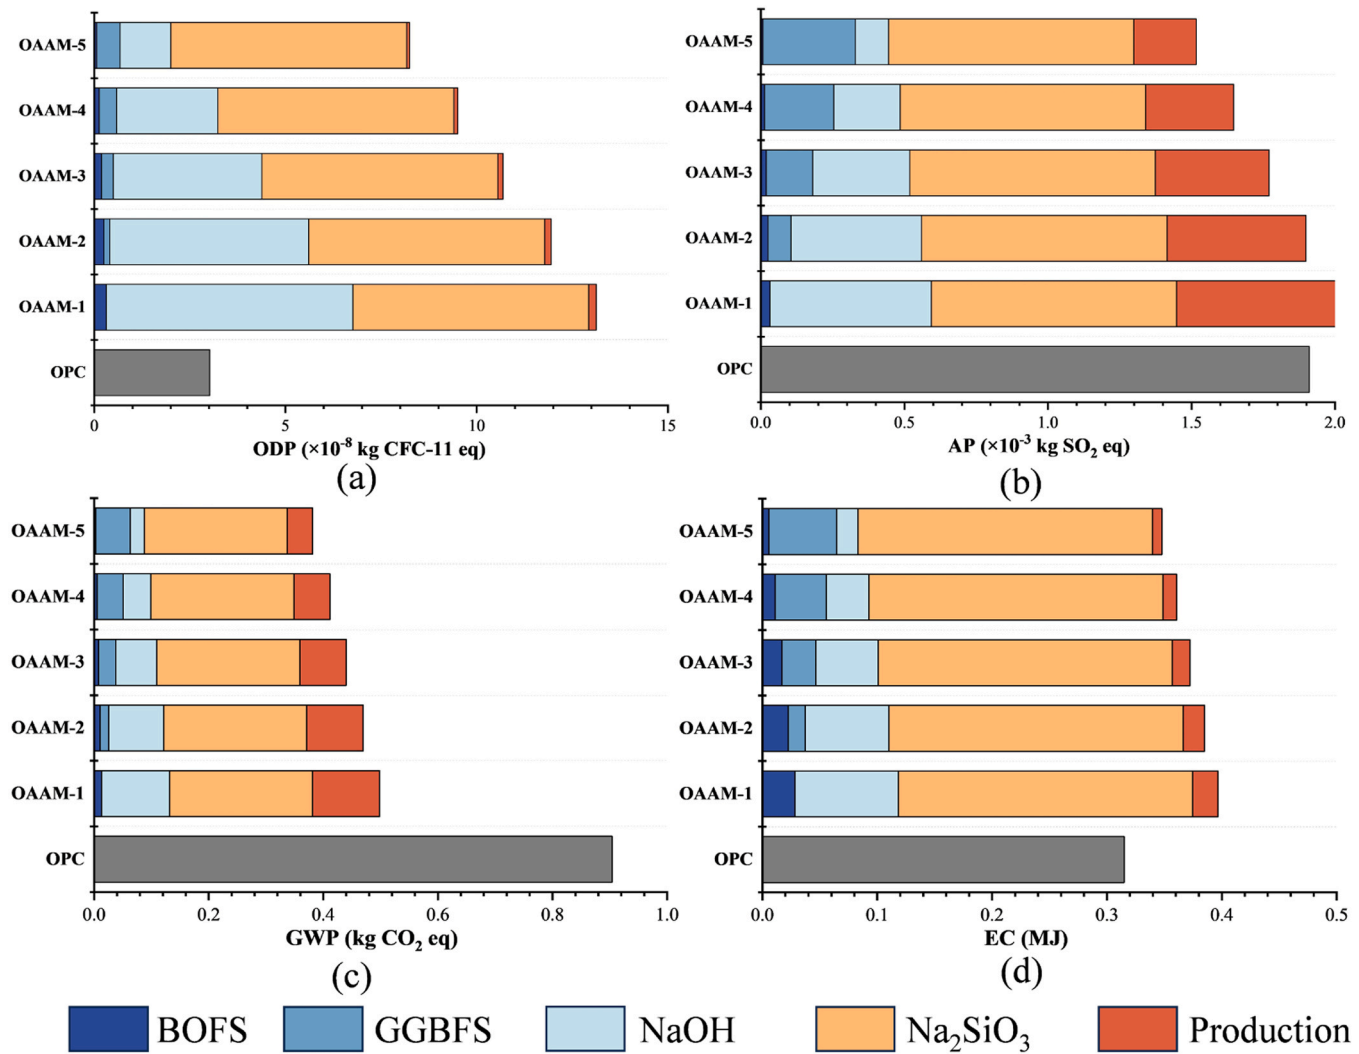 OAAM-5
OAAM-4
OAAM-3
OAAM-2
OAAM-1
OPC
0 5 10 15
ODP (×10⁻⁸ kg CFC-11 eq)
(a)
OAAM-5
OAAM-4
OAAM-3
OAAM-2
OAAM-1
OPC
0.0 0.5 1.0 1.5 2.0
AP (×10⁻³ kg SO₂ eq)
(b)
OAAM-5
OAAM-4
OAAM-3
OAAM-2
OAAM-1
OPC
0.0 0.2 0.4 0.6 0.8 1.0
GWP (kg CO₂ eq)
(c)
OAAM-5
OAAM-4
OAAM-3
OAAM-2
OAAM-1
OPC
0.0 0.1 0.2 0.3 0.4 0.5
EC (MJ)
(d)
BOFS GGBFS NaOH Na₂SiO₃ Production